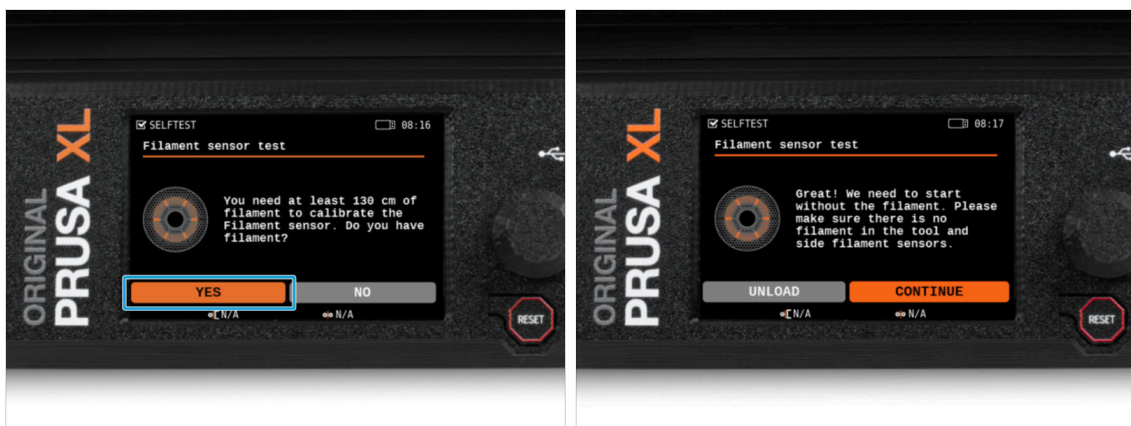 ORIGINAL
PRUSA XL
SELFTEST 08:16
Filament sensor test
You need at least 130 cm of
filament to calibrate the
Filament sensor. Do you have
filament?
YES NO
N/A N/A
RESET
ORIGINAL
PRUSA XL
SELFTEST 08:17
Filament sensor test
Great! We need to start
without the filament. Please
make sure there is no
filament in the tool and
side filament sensors.
UNLOAD CONTINUE
N/A N/A
RESET